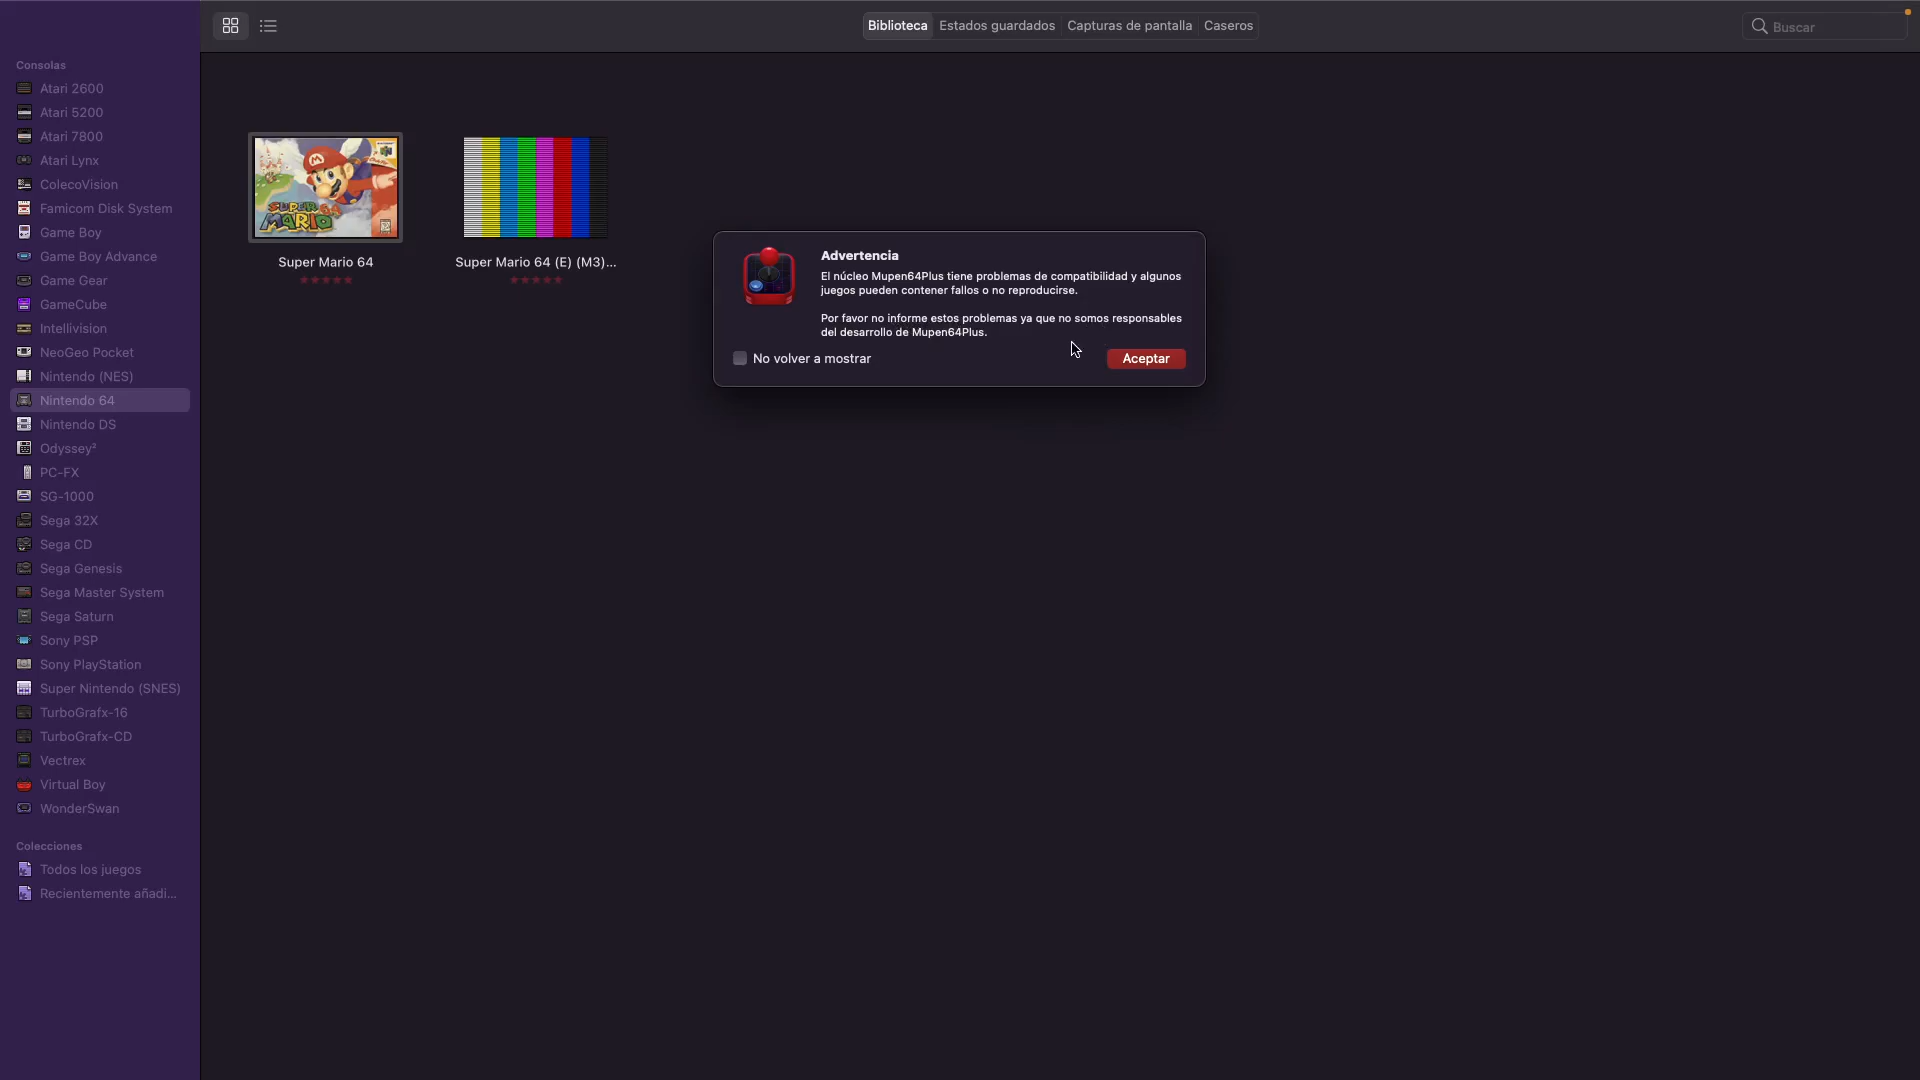 Biblioteca Estados guardados Capturas de pantalla Caseros
Buscar
Consolas
Atari 2600
Atari 5200
Atari 7800
Atari Lynx
ColecoVision
Famicom Disk System
Game Boy
Game Boy Advance
Game Gear
GameCube
Intellivision
NeoGeo Pocket
Nintendo (NES)
Nintendo 64
Nintendo DS
Odyssey²
PC-FX
SG-1000
Sega 32X
Sega CD
Sega Genesis
Sega Master System
Sega Saturn
Sony PSP
Sony PlayStation
Super Nintendo (SNES)
TurboGrafx-16
TurboGrafx-CD
Vectrex
Virtual Boy
WonderSwan
Colecciones
Todos los juegos
Recientemente añadi...
SUPER
MARIO 64
Super Mario 64
Super Mario 64 (E) (M3)...
Advertencia
El núcleo Mupen64Plus tiene problemas de compatibilidad y algunos
juegos pueden contener fallos o no reproducirse.
Por favor no informe estos problemas ya que no somos responsables
del desarrollo de Mupen64Plus.
No volver a mostrar
Aceptar